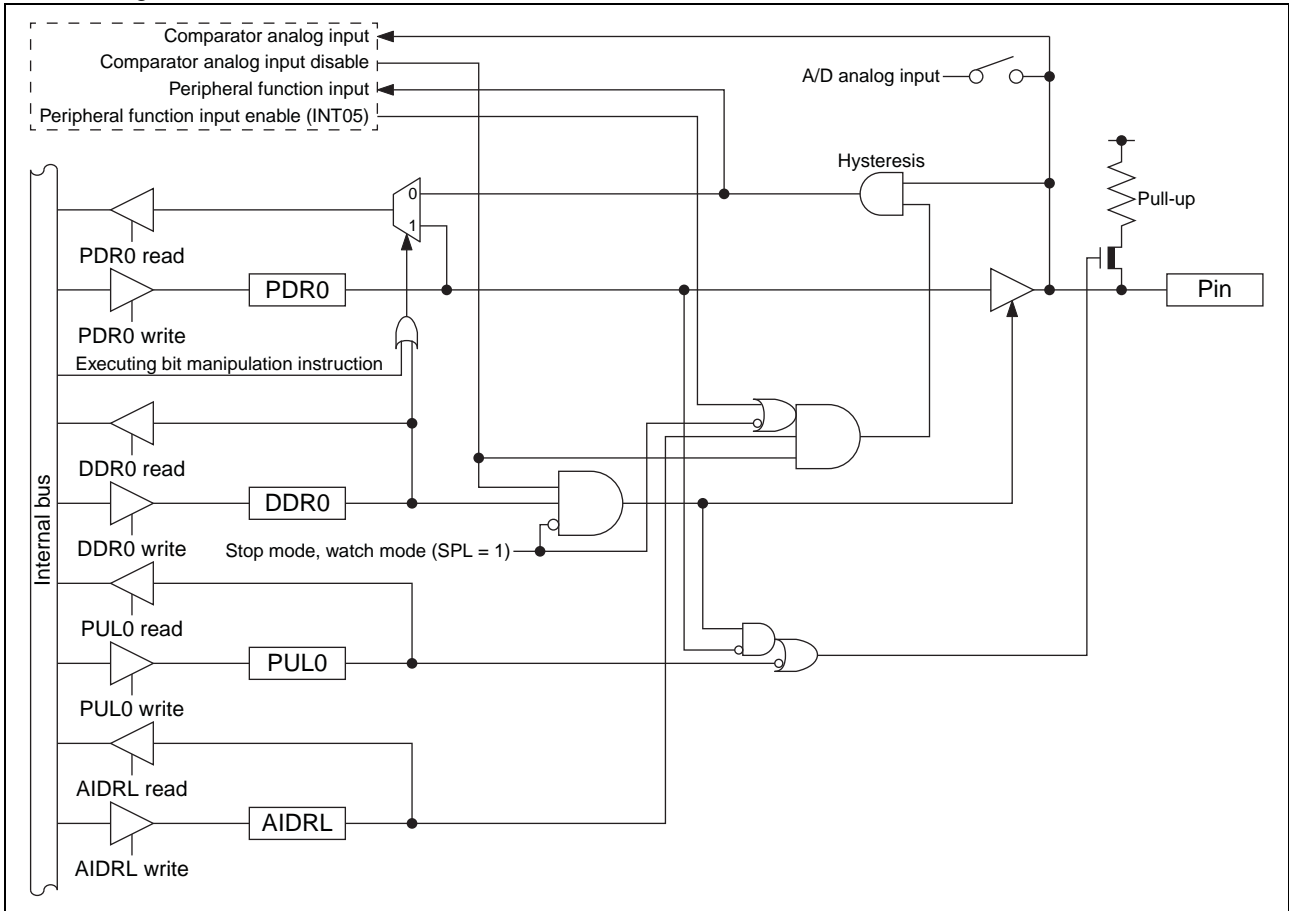 Comparator analog input
Comparator analog input disable
A/D analog input
Peripheral function input
Peripheral function input enable (INT05)
Hysteresis
0
Pull-up
1
PDR0 read
PDR0
Pin
PDR0 write
Executing bit manipulation instruction
DDR0 read
DDR0
DDR0 write
Stop mode, watch mode (SPL = 1)
Internal bus
PUL0 read
PUL0
PUL0 write
AIDRL read
AIDRL
AIDRL write